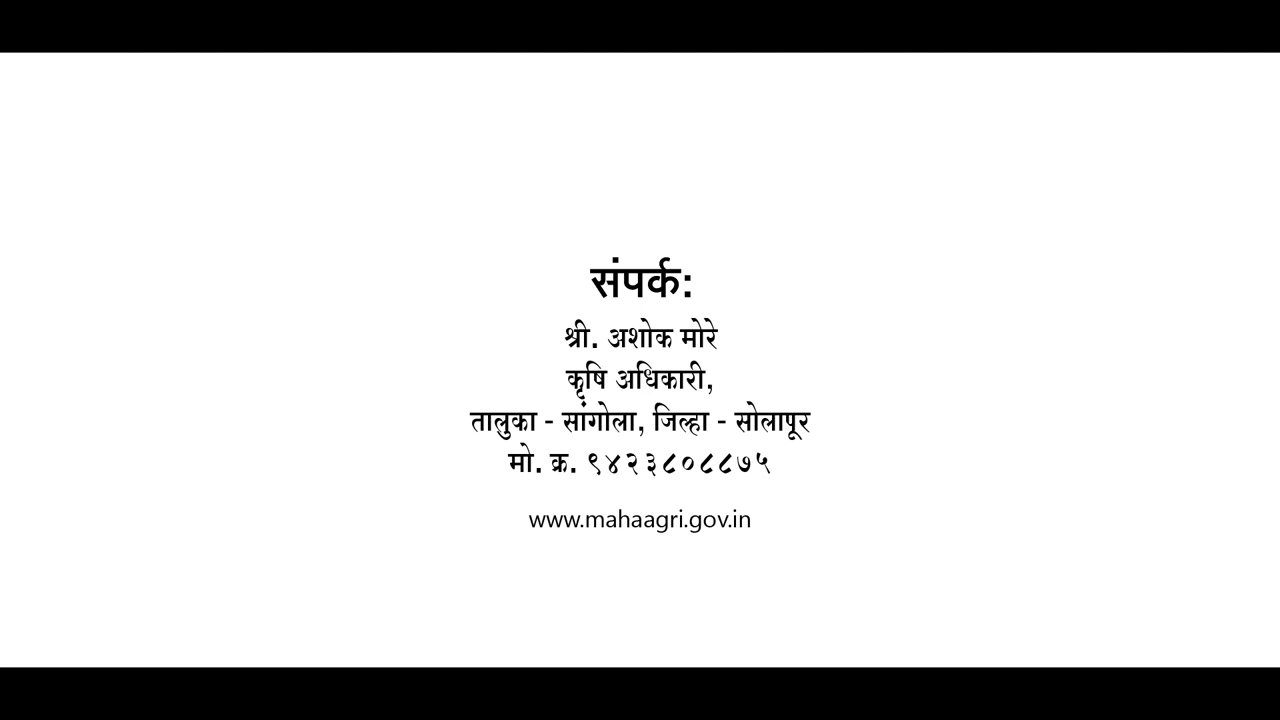 संपर्क:
श्री. अशोक मोरे
कृषि अधिकारी,
तालुका - सांगोला, जिल्हा - सोलापूर
मो. क्र. ९४२३८०८८७५
www.mahaagri.gov.in